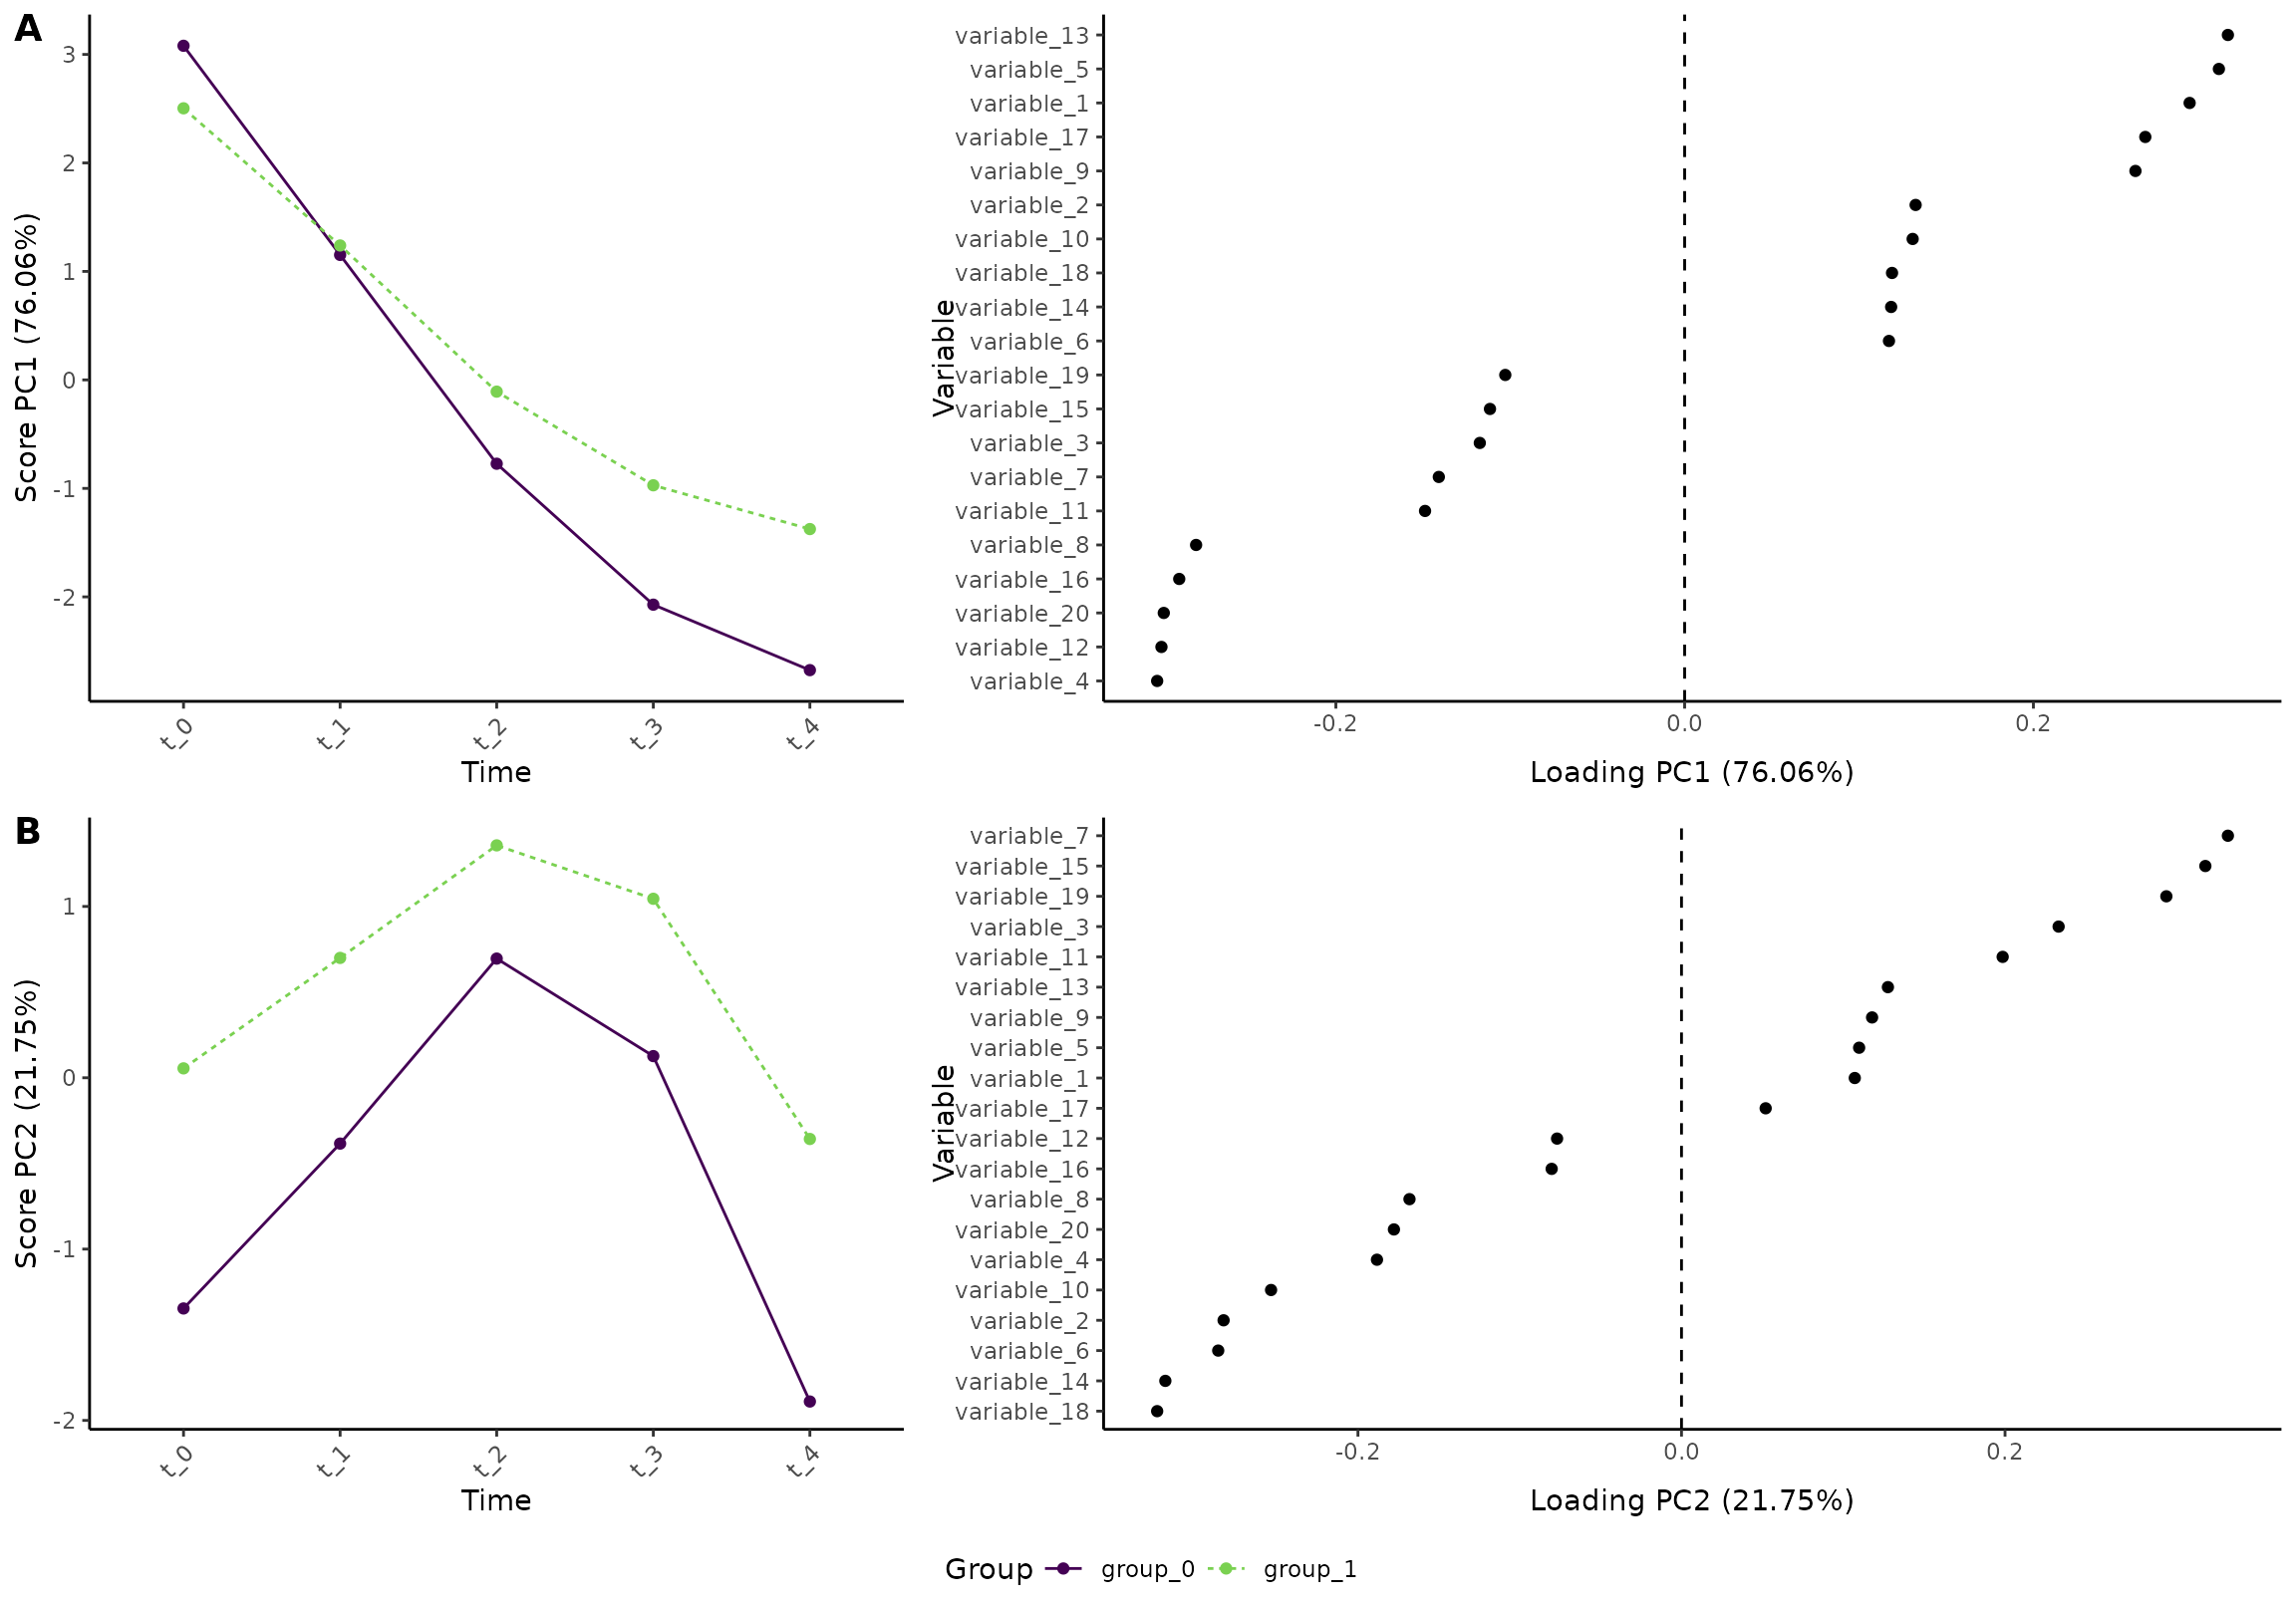 A
3
2
1
0
-1
-2
Score PC1 (76.06%)
t_0
t_1
t_2
t_3
t_4
Time
variable_13
variable_5
variable_1
variable_17
variable_9
variable_2
variable_10
variable_18
variable_14
variable_6
variable_19
variable_15
variable_3
variable_7
variable_11
variable_8
variable_16
variable_20
variable_12
variable_4
Variable
-0.2
0.0
0.2
Loading PC1 (76.06%)
B
1
0
-1
-2
Score PC2 (21.75%)
t_0
t_1
t_2
t_3
t_4
Time
variable_7
variable_15
variable_19
variable_3
variable_11
variable_13
variable_9
variable_5
variable_1
variable_17
variable_12
variable_16
variable_8
variable_20
variable_4
variable_10
variable_2
variable_6
variable_14
variable_18
Variable
-0.2
0.0
0.2
Loading PC2 (21.75%)
Group group_0 group_1